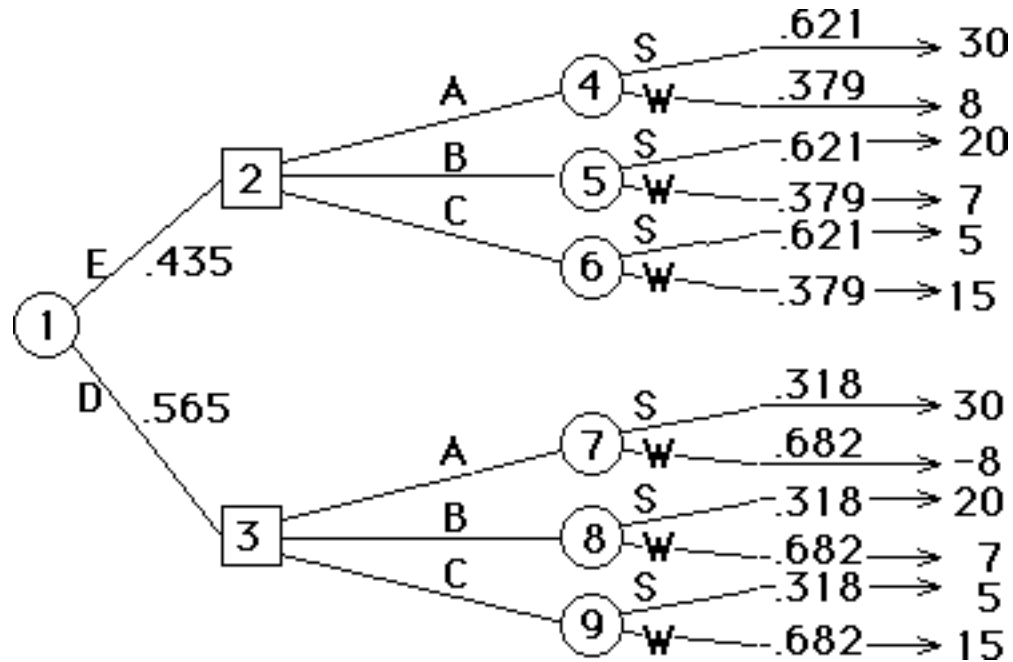 .621 30
S
A 4 W .379 8
S .621 20
2 B 5 W .379 7
C S .621 5
6 W .379 15
E .435
1
D .565
.318 30
S
A 7 W .682 -8
S .318 20
3 B 8 W .682 7
C S .318 5
9 W .682 15